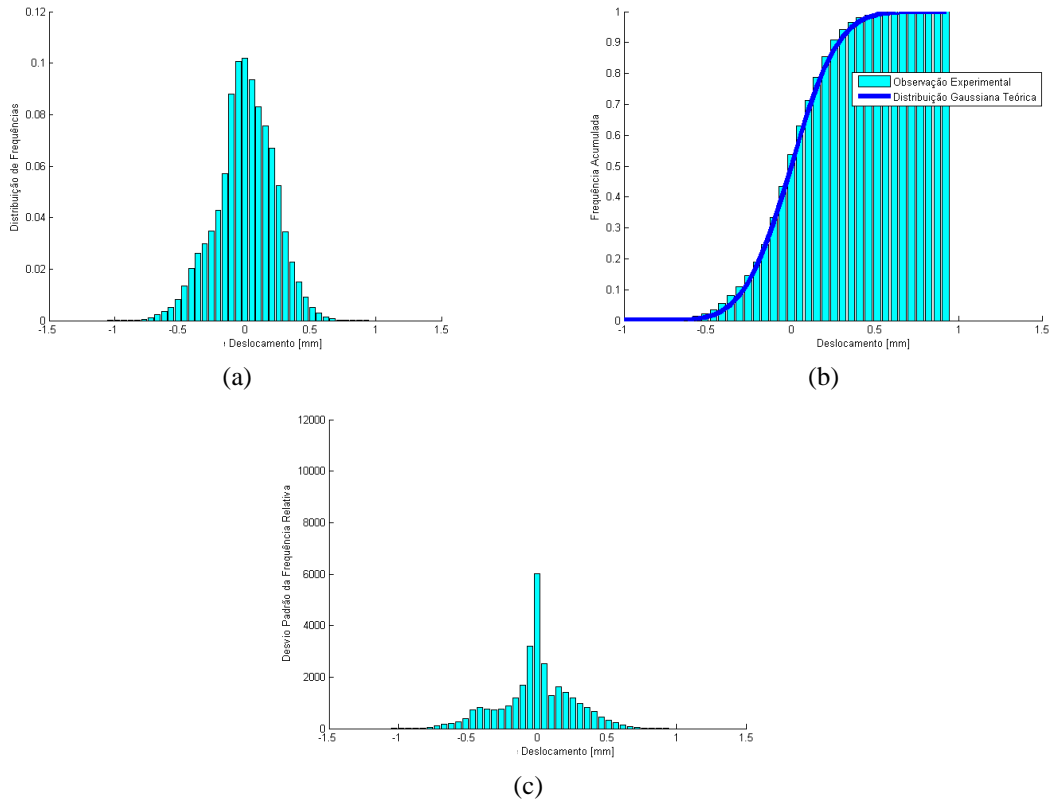 0.12
0.1
0.08
0.06
0.04
0.02
0
Distribuição de Frequências
-1.5 -1 -0.5 0 0.5 1 1.5
Deslocamento [mm]
(a)
1
0.9
0.8
0.7
0.6
0.5
0.4
0.3
0.2
0.1
0
Frequência Acumulada
Observação Experimental
Distribuição Gaussiana Teórica
-1 -0.5 0 0.5 1 1.5
Deslocamento [mm]
(b)
12000
10000
8000
6000
4000
2000
0
Desvio Padrão da Frequência Relativa
-1.5 -1 -0.5 0 0.5 1 1.5
Deslocamento [mm]
(c)